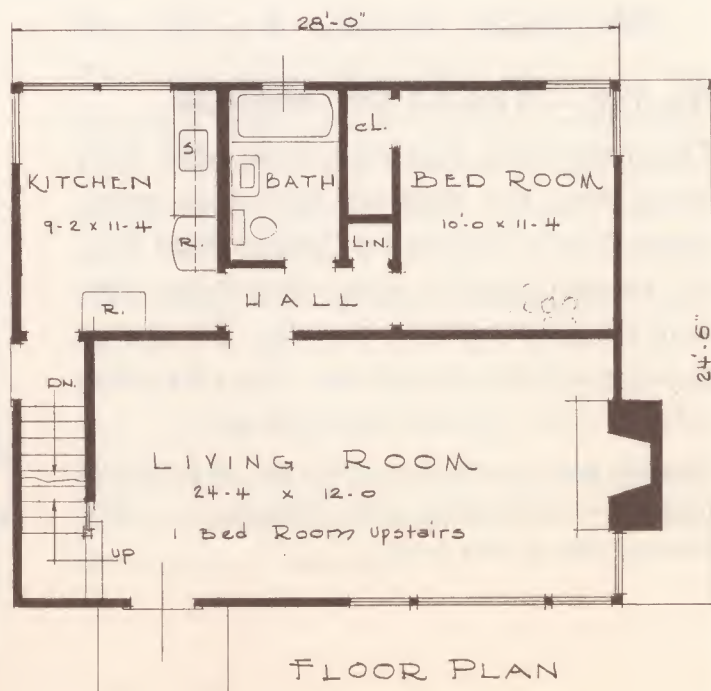 28'-0"
S.
CL.
KITCHEN
9-2 x 11-4
BATH
BED ROOM
10'-0 x 11-4
R.
LIN.
HALL
R.
24'-6"
DN.
LIVING ROOM
24-4 x 12-0
1 Bed Room Upstairs
UP
FLOOR PLAN